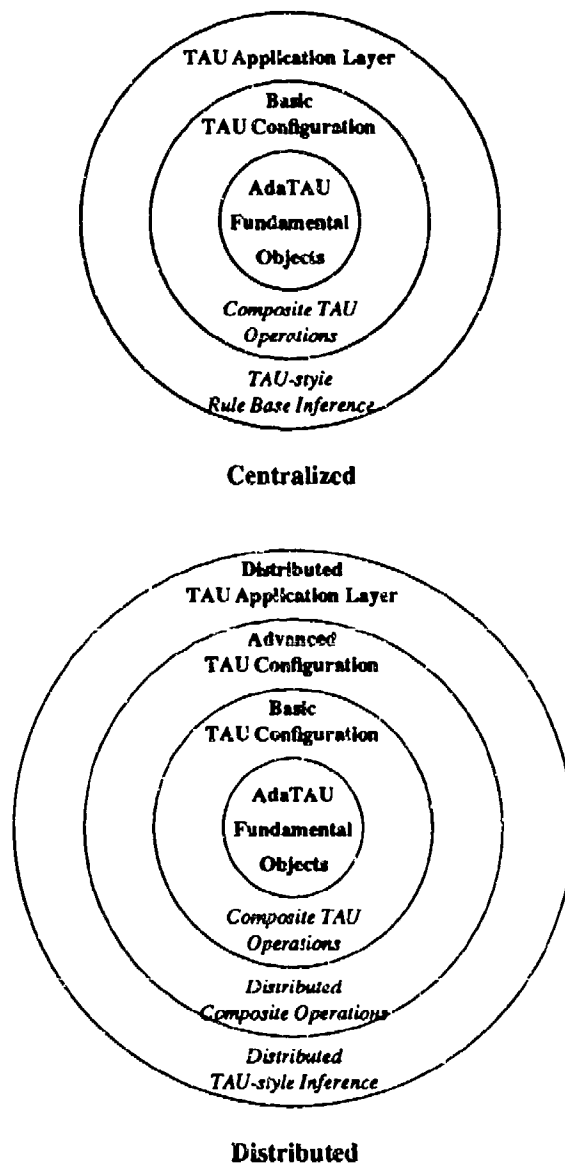 TAU Application Layer
Basic
TAU Configuration
AdaTAU
Fundamental
Objects
Composite TAU
Operations
TAU-style
Rule Base Inference
Centralized
Distributed
TAU Application Layer
Advanced
TAU Configuration
Basic
TAU Configuration
AdaTAU
Fundamental
Objects
Composite TAU
Operations
Distributed
Composite Operations
Distributed
TAU-style Inference
Distributed